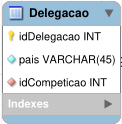 Delegacao
idDelegacao INT
pais VARCHAR(45)
idCompeticao INT
Indexes